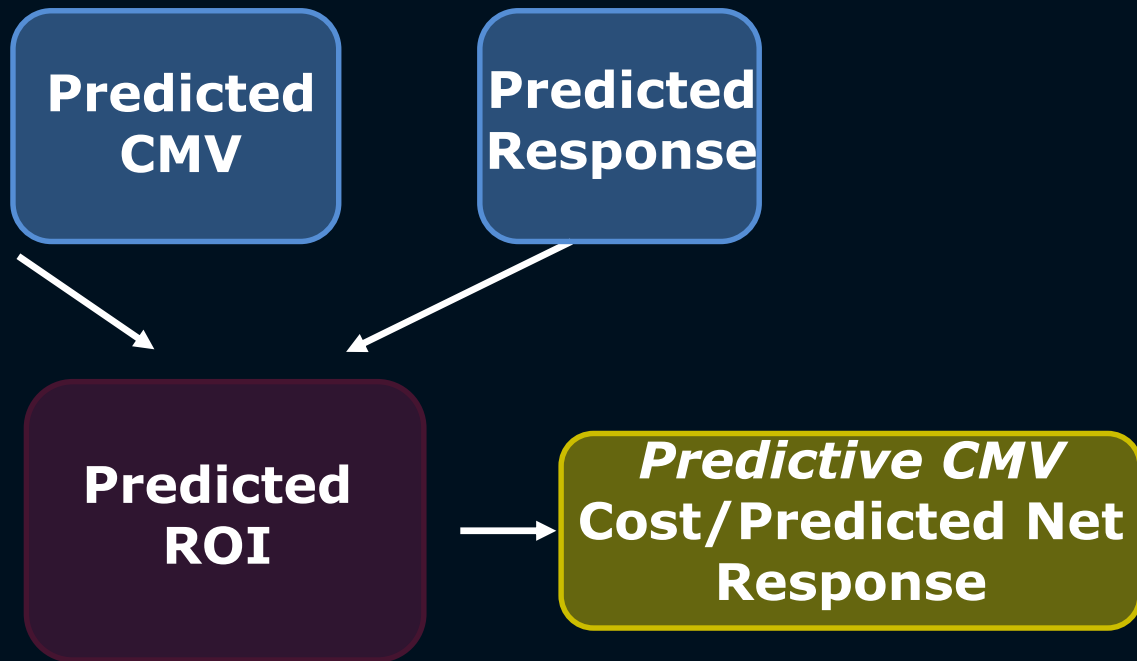 Predicted
CMV
Predicted
Response
Predicted
ROI
Predictive CMV
Cost/Predicted Net
Response